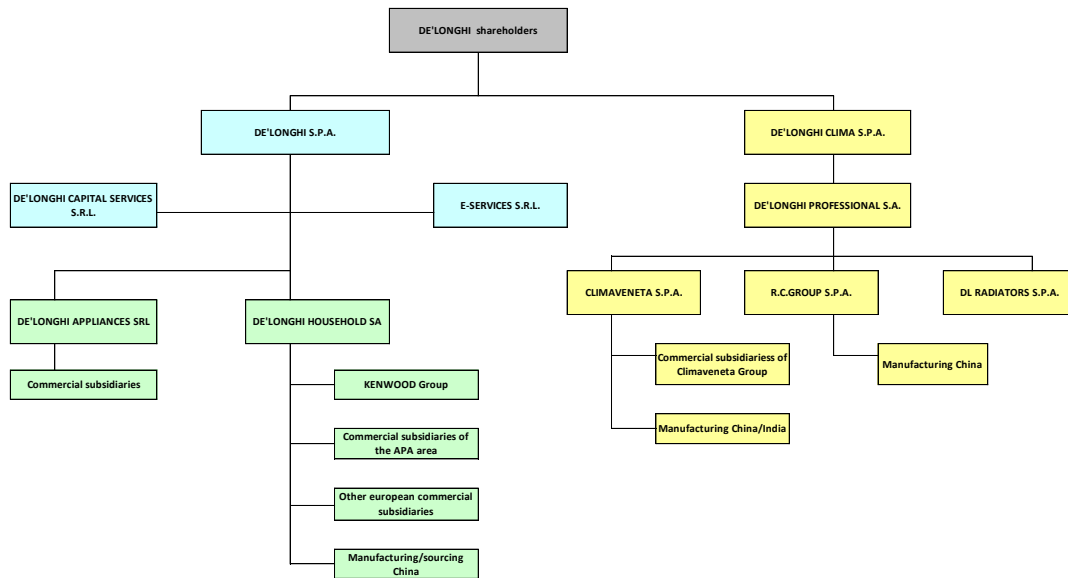 DE'LONGHI shareholders
DE'LONGHI S.P.A.
DE'LONGHI CLIMA S.P.A.
DE'LONGHI CAPITAL SERVICES
S.R.L.
E-SERVICES S.R.L.
DE'LONGHI PROFESSIONAL S.A.
CLIMAVENETA S.P.A.
R.C.GROUP S.P.A.
DL RADIATORS S.P.A.
DE'LONGHI APPLIANCES SRL
DE'LONGHI HOUSEHOLD SA
Commercial subsidiaries
KENWOOD Group
Commercial subsidiariess of
Climaveneta Group
Manufacturing China
Commercial subsidiaries of
the APA area
Manufacturing China/India
Other european commercial
subsidiaries
Manufacturing/sourcing
China